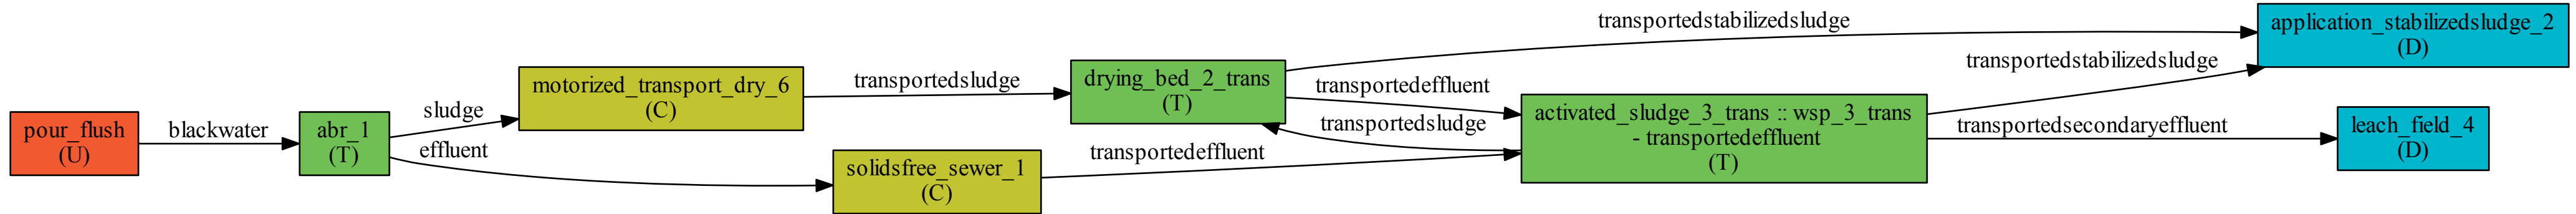 pour_flush
(U)
blackwater
abr_1
(T)
sludge
effluent
motorized_transport_dry_6
(C)
solidsfree_sewer_1
(C)
transportedsludge
transportedeffluent
drying_bed_2_trans
(T)
transportedstabilizedsludge
transportedeffluent
transportedsludge
activated_sludge_3_trans :: wsp_3_trans
- transportedeffluent
(T)
transportedstabilizedsludge
transportedsecondaryeffluent
application_stabilizedsludge_2
(D)
leach_field_4
(D)